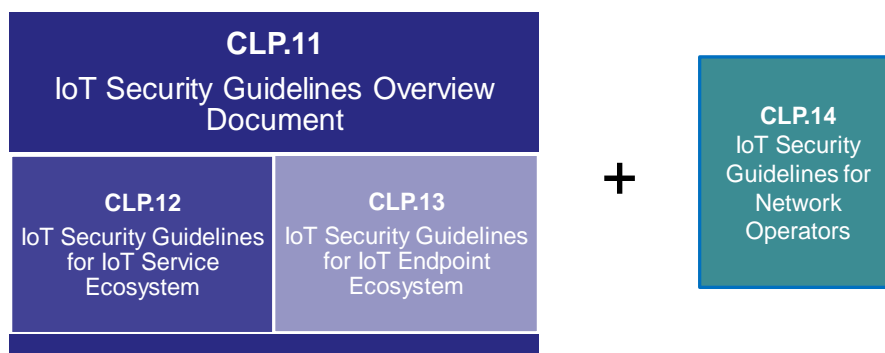 CLP.11
IoT Security Guidelines Overview
Document
CLP.12
IoT Security Guidelines
for IoT Service
Ecosystem
CLP.13
IoT Security Guidelines
for IoT Endpoint
Ecosystem
+
CLP.14
IoT Security
Guidelines for
Network
Operators